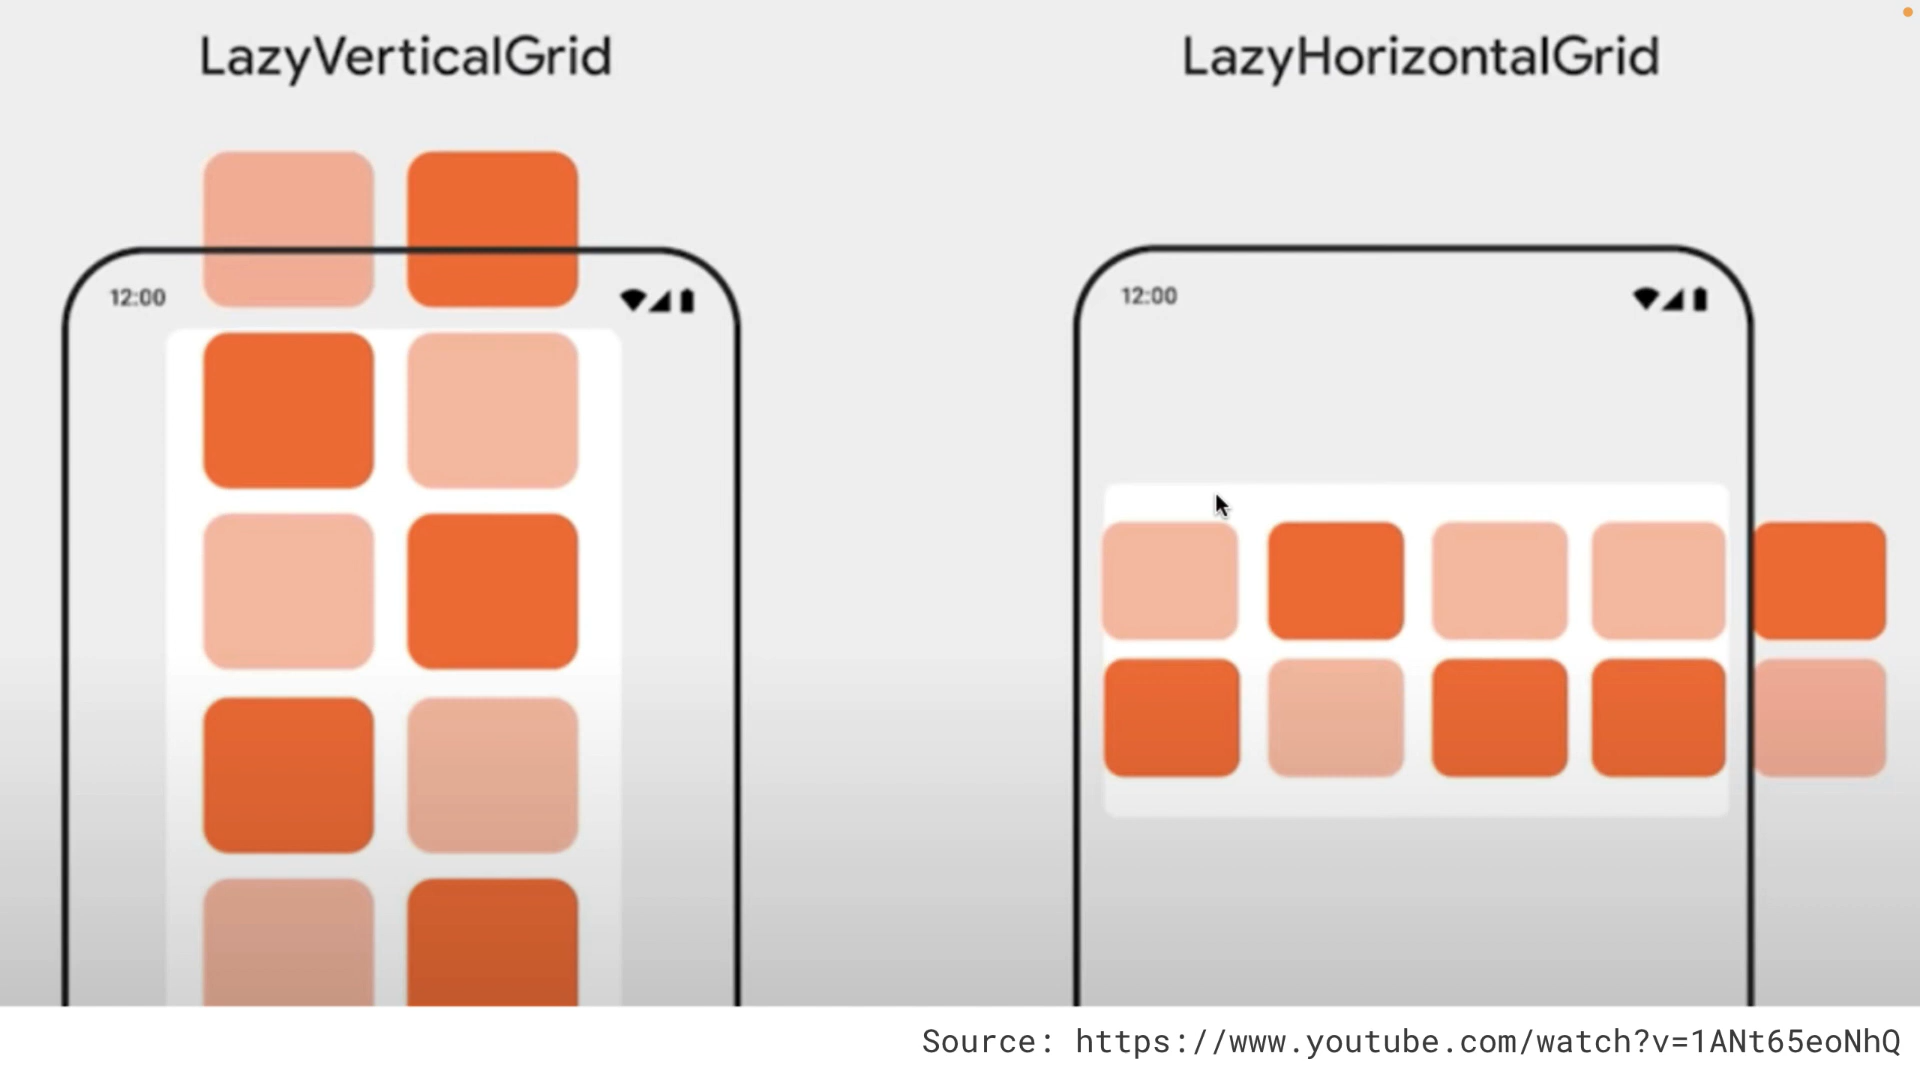 LazyVerticalGrid
LazyHorizontalGrid
12:00
12:00
Source: https://www.youtube.com/watch?v=1ANt65eoNhQ